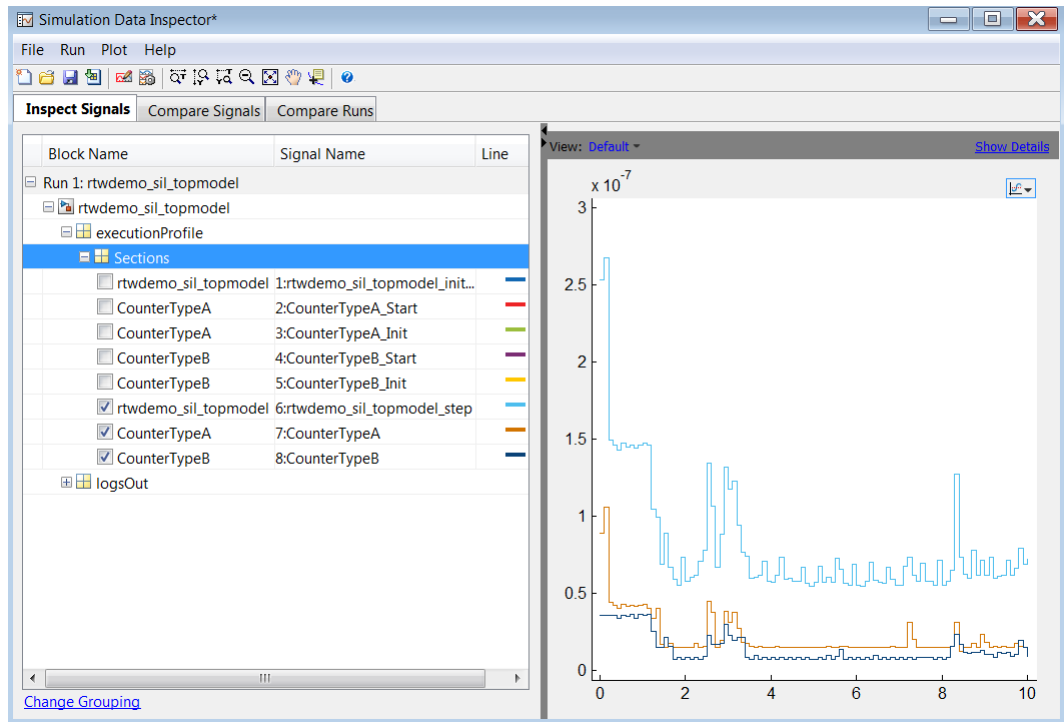 Simulation Data Inspector*
File Run Plot Help
Inspect Signals Compare Signals Compare Runs
Block Name Signal Name Line
Run 1: rtwdemo_sil_topmodel
rtwdemo_sil_topmodel
executionProfile
Sections
rtwdemo_sil_topmodel 1:rtwdemo_sil_topmodel_init...
CounterTypeA 2:CounterTypeA_Start
CounterTypeA 3:CounterTypeA_Init
CounterTypeB 4:CounterTypeB_Start
CounterTypeB 5:CounterTypeB_Init
rtwdemo_sil_topmodel 6:rtwdemo_sil_topmodel_step
CounterTypeA 7:CounterTypeA
CounterTypeB 8:CounterTypeB
logsOut
Change Grouping
View: Default Show Details
x 10^-7
3
2.5
2
1.5
1
0.5
0
0 2 4 6 8 10